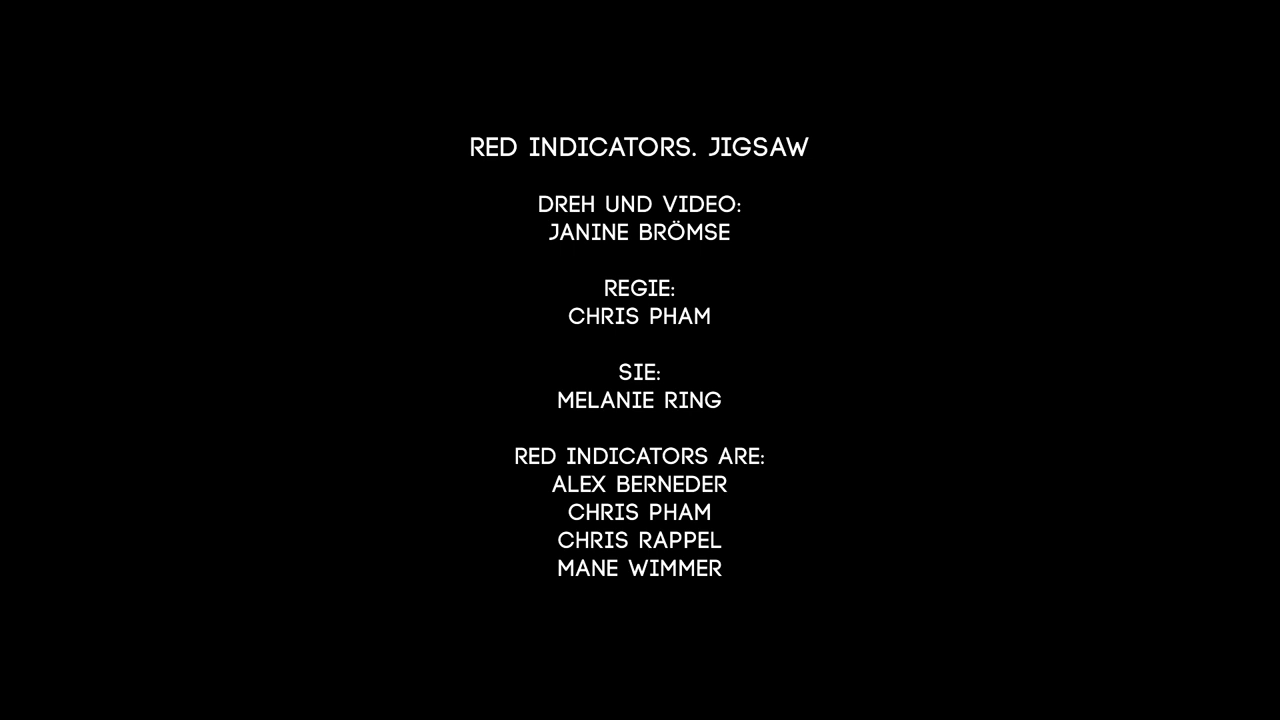 RED INDICATORS. JIGSAW
DREH UND VIDEO:
JANINE BRÖMSE
REGIE:
CHRIS PHAM
SIE:
MELANIE RING
RED INDICATORS ARE:
ALEX BERNEDER
CHRIS PHAM
CHRIS RAPPEL
MANE WIMMER